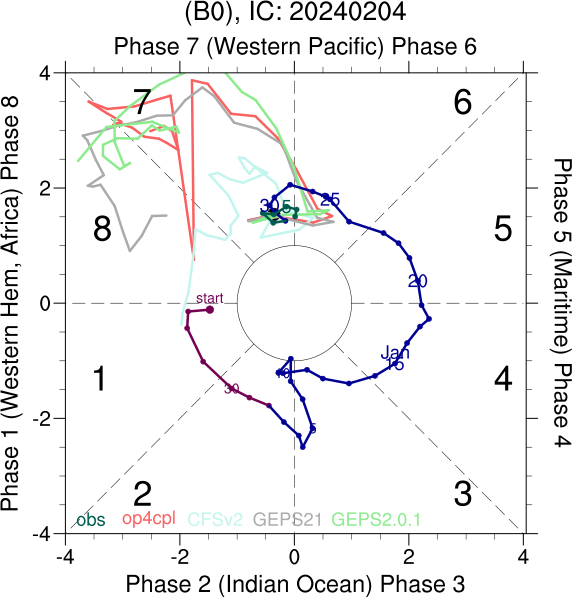 (B0), IC: 20240204
Phase 7 (Western Pacific) Phase 6
4
7
6
2
8
30
5
25
5
Phase 1 (Western Hem, Africa) Phase 8
Phase 5 (Maritime) Phase 4
20
start
0
Jan
15
10
1
30
4
-2
5
2
3
obs
op4cpl
CFSv2
GEPS21
GEPS2.0.1
-4
-4
-2
0
2
4
Phase 2 (Indian Ocean) Phase 3